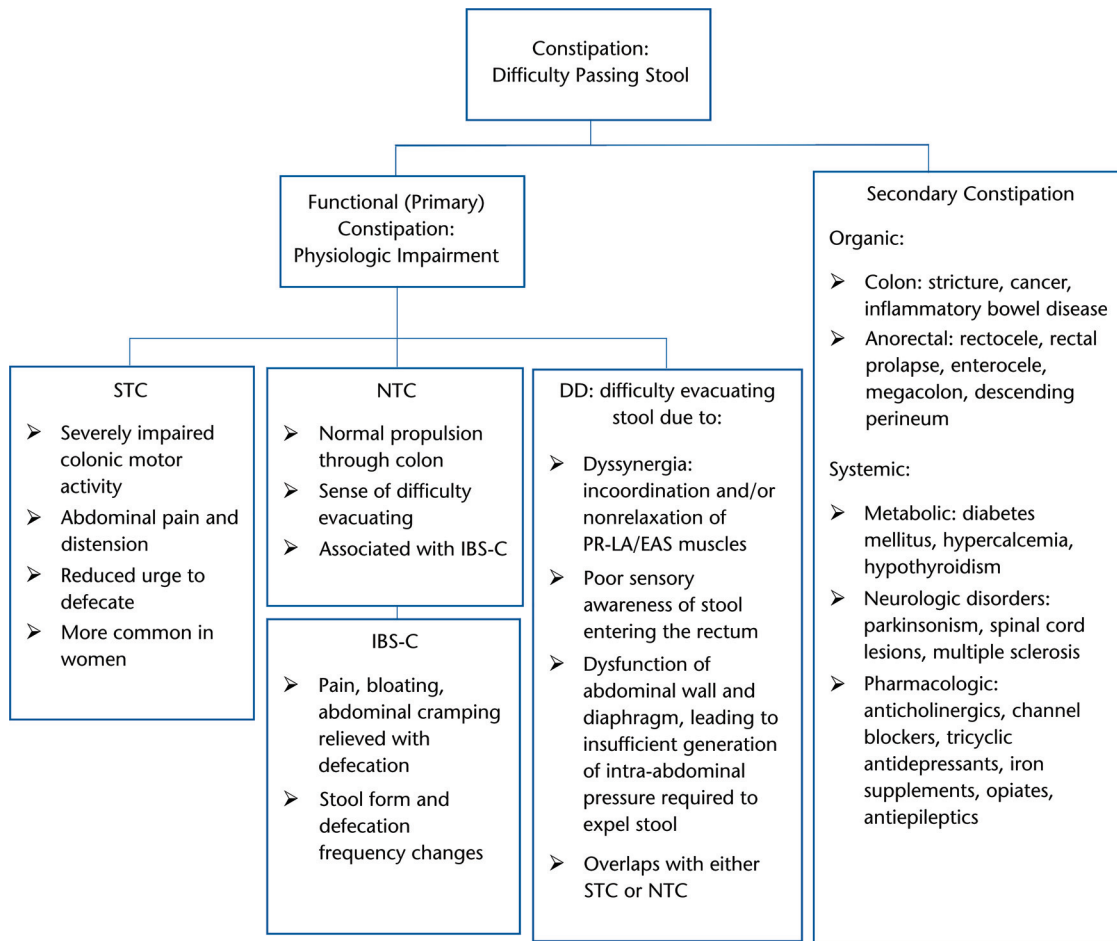 Constipation:
Difficulty Passing Stool
Functional (Primary)
Constipation:
Physiologic Impairment
STC
➤ Severely impaired
colonic motor
activity
➤ Abdominal pain and
distension
➤ Reduced urge to
defecate
➤ More common in
women
NTC
➤ Normal propulsion
through colon
➤ Sense of difficulty
evacuating
➤ Associated with IBS-C
IBS-C
➤ Pain, bloating,
abdominal cramping
relieved with
defecation
➤ Stool form and
defecation
frequency changes
DD: difficulty evacuating
stool due to:
➤ Dyssynergia:
incoordination and/or
nonrelaxation of
PR-LA/EAS muscles
➤ Poor sensory
awareness of stool
entering the rectum
➤ Dysfunction of
abdominal wall and
diaphragm, leading to
insufficient generation
of intra-abdominal
pressure required to
expel stool
➤ Overlaps with either
STC or NTC
Secondary Constipation
Organic:
➤ Colon: stricture, cancer,
inflammatory bowel disease
➤ Anorectal: rectocele, rectal
prolapse, enterocele,
megacolon, descending
perineum
Systemic:
➤ Metabolic: diabetes
mellitus, hypercalcemia,
hypothyroidism
➤ Neurologic disorders:
parkinsonism, spinal cord
lesions, multiple sclerosis
➤ Pharmacologic:
anticholinergics, channel
blockers, tricyclic
antidepressants, iron
supplements, opiates,
antiepileptics